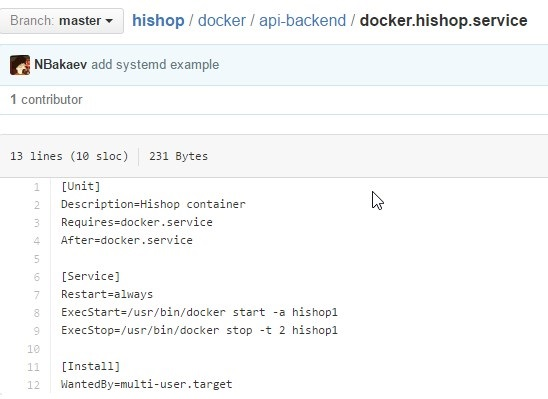 Branch: master hishop / docker / api-backend / docker.hishop.service
NBakaev add systemd example
1 contributor
13 lines (10 sloc) 231 Bytes
1 [Unit]
2 Description=Hishop container
3 Requires=docker.service
4 After=docker.service
5
6 [Service]
7 Restart=always
8 ExecStart=/usr/bin/docker start -a hishop1
9 ExecStop=/usr/bin/docker stop -t 2 hishop1
10
11 [Install]
12 WantedBy=multi-user.target